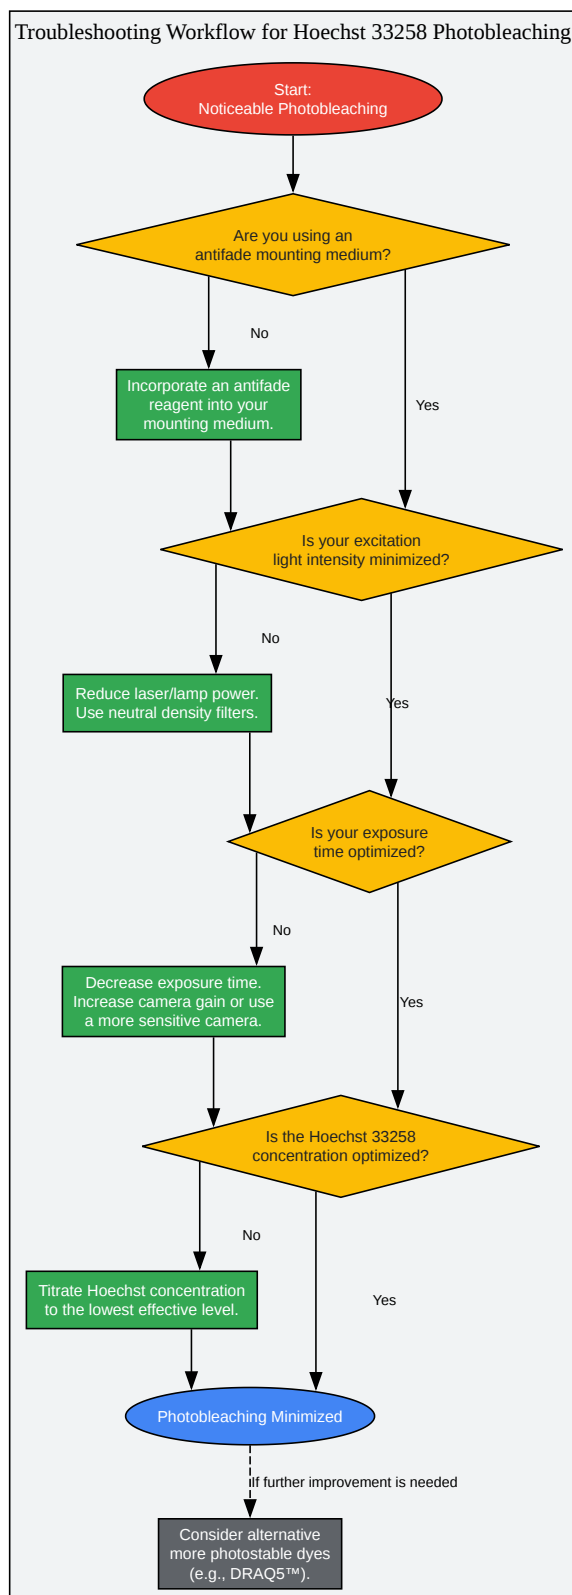 Troubleshooting Workflow for Hoechst 33258 Photobleaching
Start:
Noticeable Photobleaching
Are you using an
antifade mounting medium?
No
Incorporate an antifade
reagent into your
mounting medium.
Yes
Is your excitation
light intensity minimized?
No
Reduce laser/lamp power.
Use neutral density filters.
Yes
Is your exposure
time optimized?
No
Decrease exposure time.
Increase camera gain or use
a more sensitive camera.
Yes
Is the Hoechst 33258
concentration optimized?
No
Titrate Hoechst concentration
to the lowest effective level.
Yes
Photobleaching Minimized
If further improvement is needed
Consider alternative
more photostable dyes
(e.g., DRAQ5™).